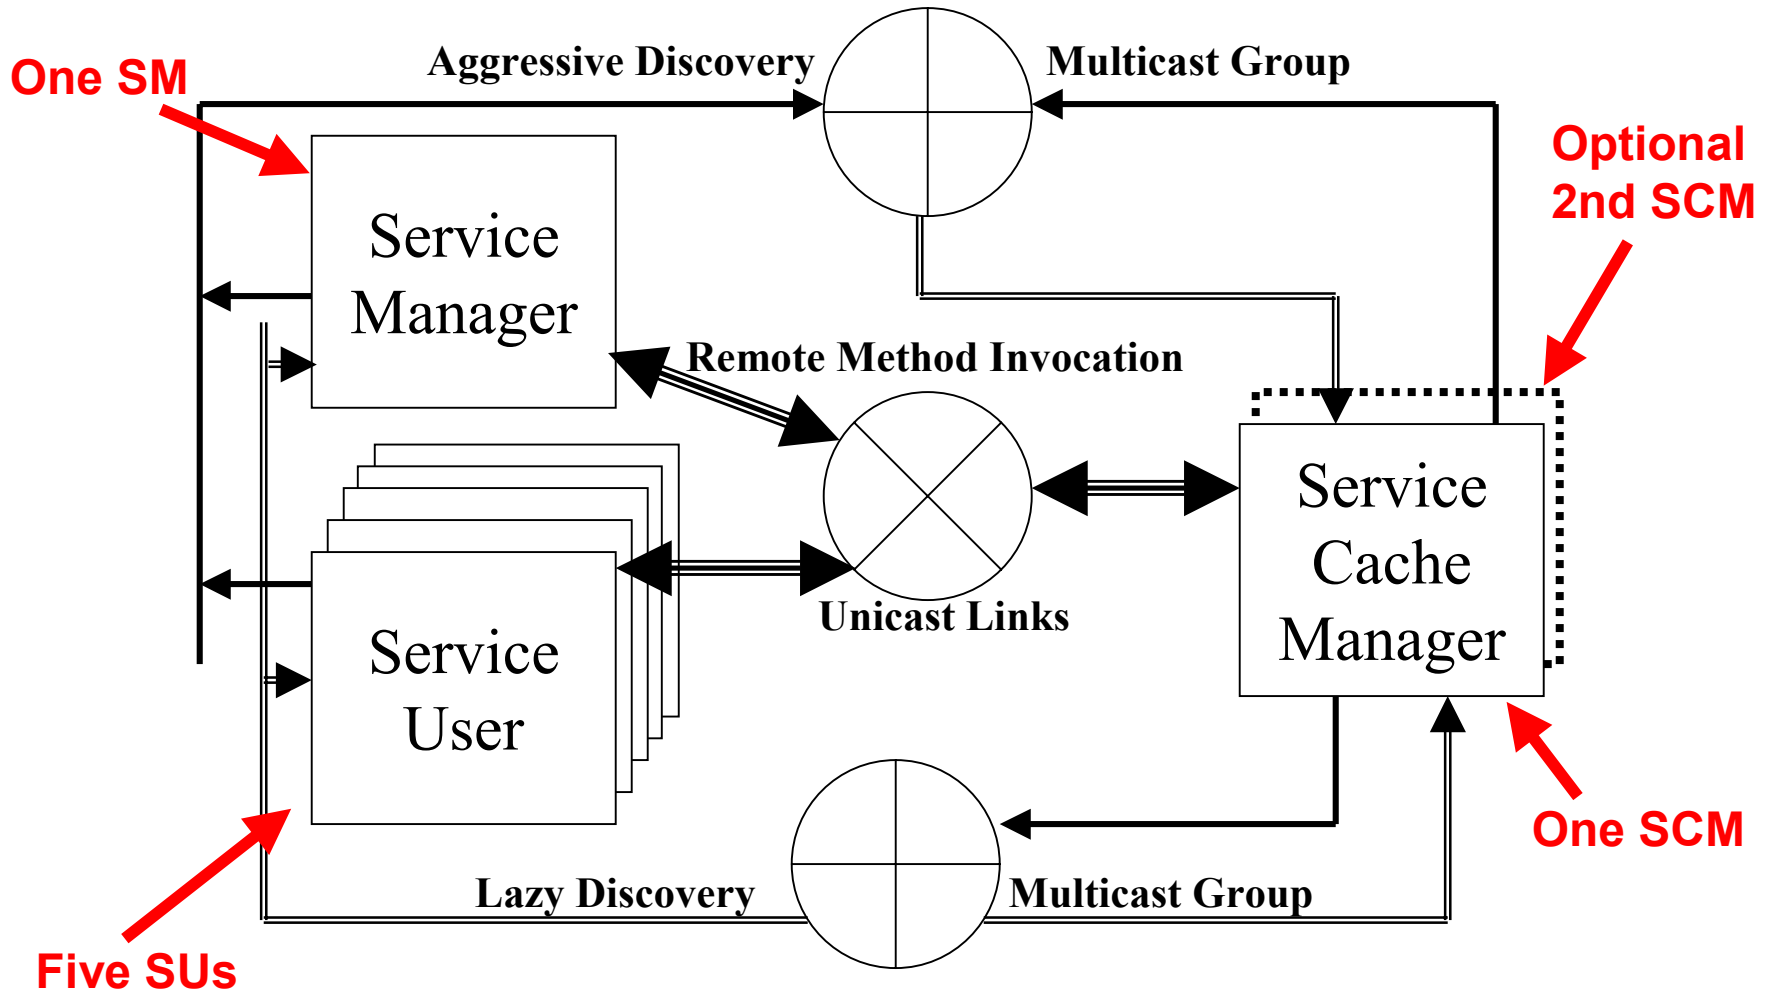 Aggressive Discovery
Multicast Group
One SM
Optional
2nd SCM
Service
Manager
Remote Method Invocation
Service
Cache
Manager
Unicast Links
Service
User
One SCM
Lazy Discovery
Multicast Group
Five SUs